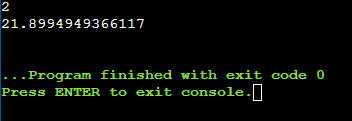 2
21.8994949366117
...Program finished with exit code 0
Press ENTER to exit console.